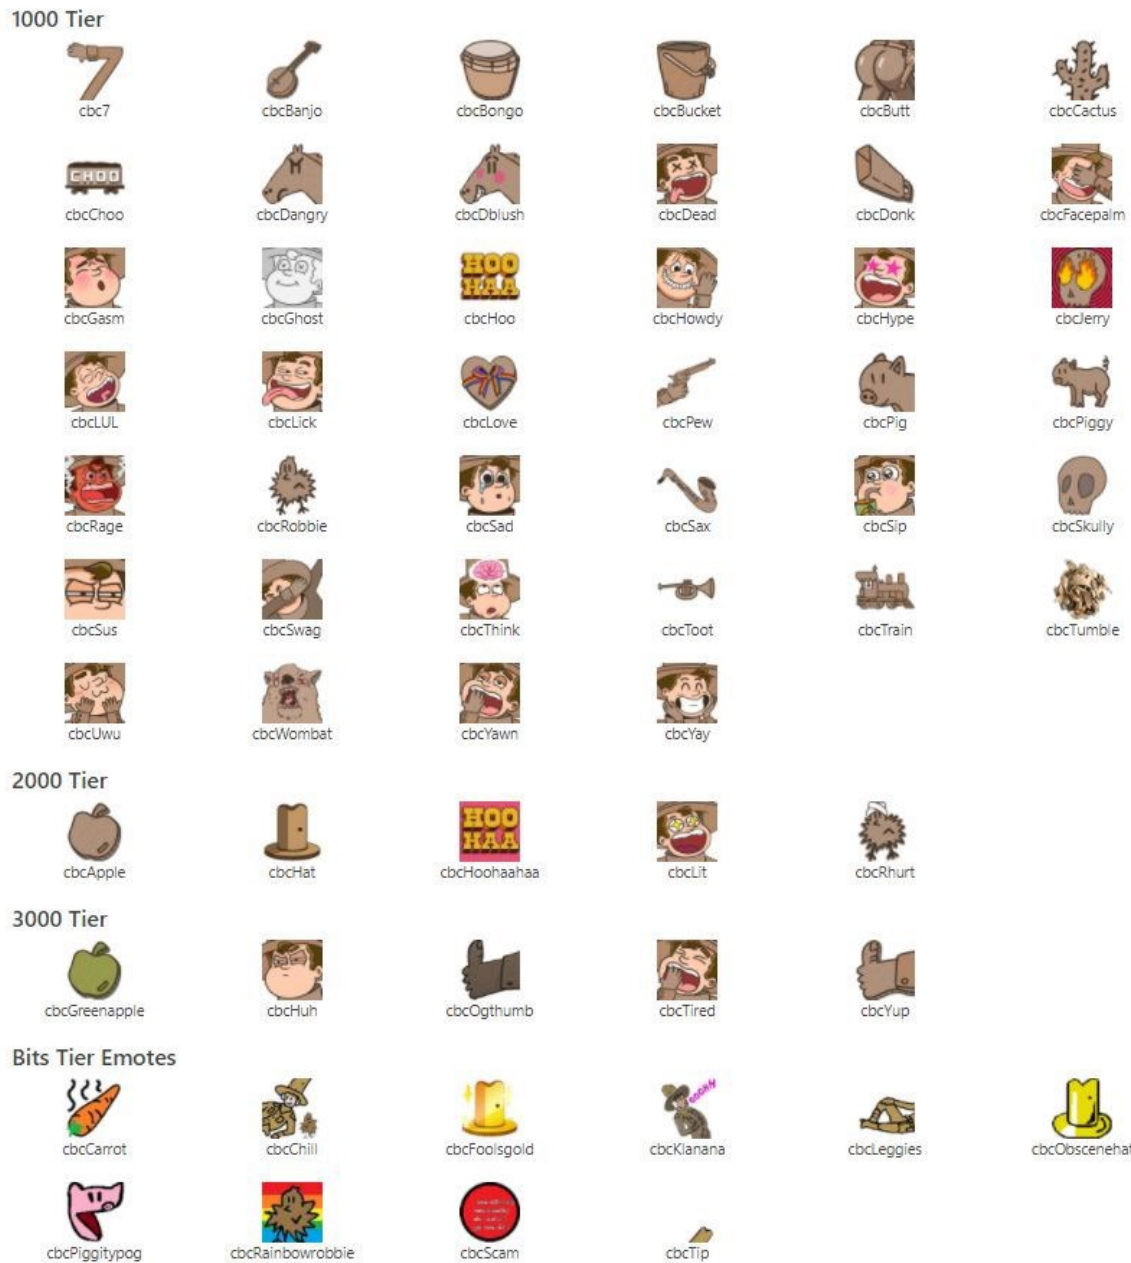 1000 Tier
cbc7 cbcBanjo cbcBongo cbcBucket cbcButt cbcCactus
CHOO
cbcChoo cbcDangry cbcDblush cbcDead cbcDonk cbcFacepalm
HOO
HAA
cbcGasm cbcGhost cbcHoo cbcHowdy cbcHype cbcJerry
cbcLUL cbcLick cbcLove cbcPew cbcPig cbcPiggy
cbcRage cbcRobbie cbcSad cbcSax cbcSip cbcSkully
cbcSus cbcSwag cbcThink cbcToot cbcTrain cbcTumble
cbcUwu cbcWombat cbcYawn cbcYay
2000 Tier
HOO
HAA
cbcApple cbcHat cbcHoohaahaa cbcLit cbcRhurt
3000 Tier
cbcGreenapple cbcHuh cbcOgthumb cbcTired cbcYup
Bits Tier Emotes
cbcCarrot cbcChill cbcFoolsgold cbcKlanana cbcLeggies cbcObscenehat
cbcPiggitypog cbcRainbowrobbie cbcScam cbcTip